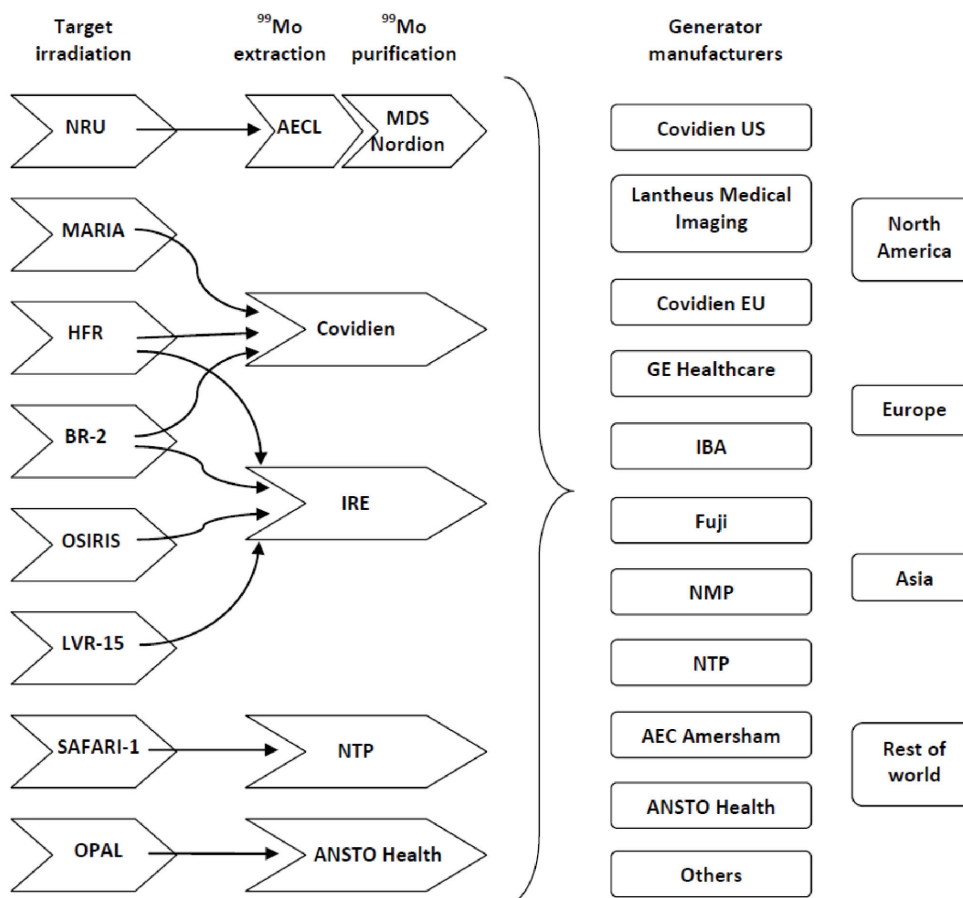 Target
irradiation
⁹⁹Mo
extraction
⁹⁹Mo
purification
Generator
manufacturers
NRU
AECL
MDS
Nordion
MARIA
HFR
BR-2
OSIRIS
LVR-15
SAFARI-1
OPAL
Covidien
IRE
NTP
ANSTO Health
Covidien US
Lantheus Medical
Imaging
Covidien EU
GE Healthcare
IBA
Fuji
NMP
NTP
AEC Amersham
ANSTO Health
Others
North
America
Europe
Asia
Rest of
world